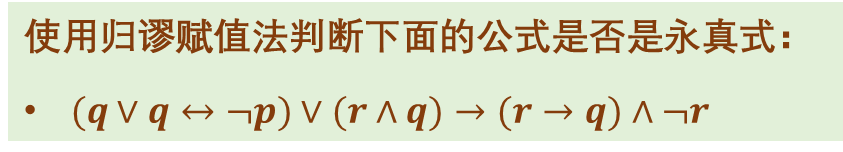 使用归谬赋值法判断下面的公式是否是永真式：
• (q ∨ q ↔ ¬p) ∨ (r ∧ q) → (r → q) ∧ ¬r